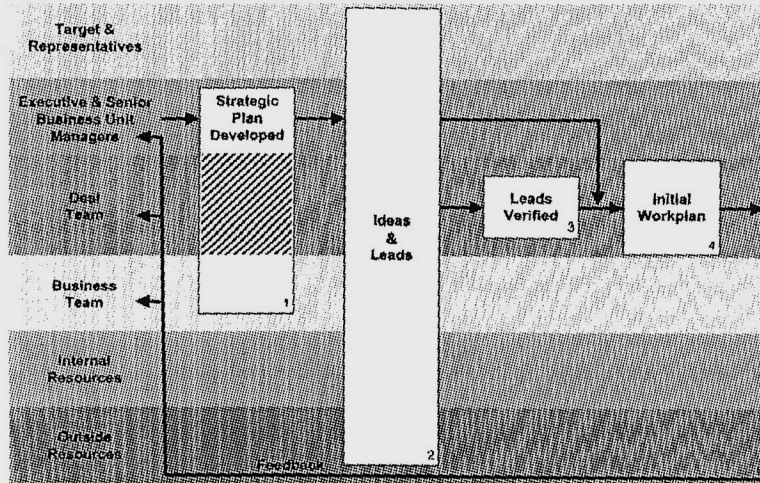 Target &
Representatives
Executive & Senior
Business Unit
Managers
Strategic
Plan
Developed
1
Deal
Team
Ideas
&
Leads
2
Leads
Verified
3
Initial
Workplan
4
Business
Team
Internal
Resources
Outside
Resources
Feedback